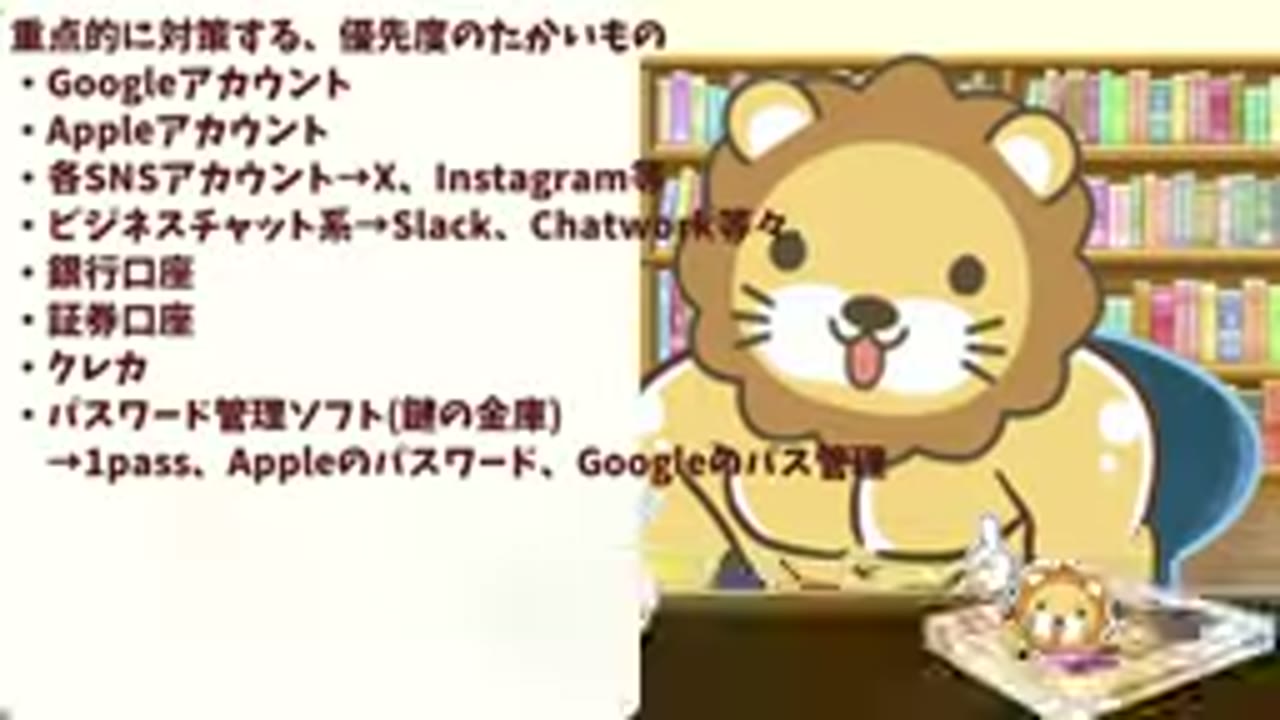 重点的に対策する、優先度のたかいもの
・Googleアカウント
・Appleアカウント
・各SNSアカウント→X、Instagram等
・ビジネスチャット系→Slack、Chatwork等々
・銀行口座
・証券口座
・クレカ
・パスワード管理ソフト(鍵の金庫)
→1pass、Appleのパスワード、Googleのパス管理